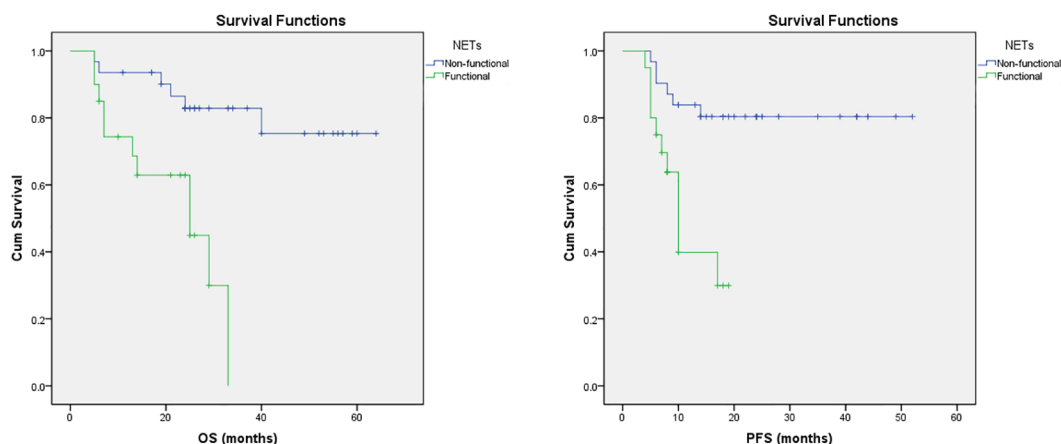 Survival Functions
NETs
Non-functional
Functional
1.0
0.8
0.6
0.4
0.2
0.0
Cum Survival
0
20
40
60
OS (months)
Survival Functions
NETs
Non-functional
Functional
1.0
0.8
0.6
0.4
0.2
0.0
Cum Survival
0
10
20
30
40
50
60
PFS (months)